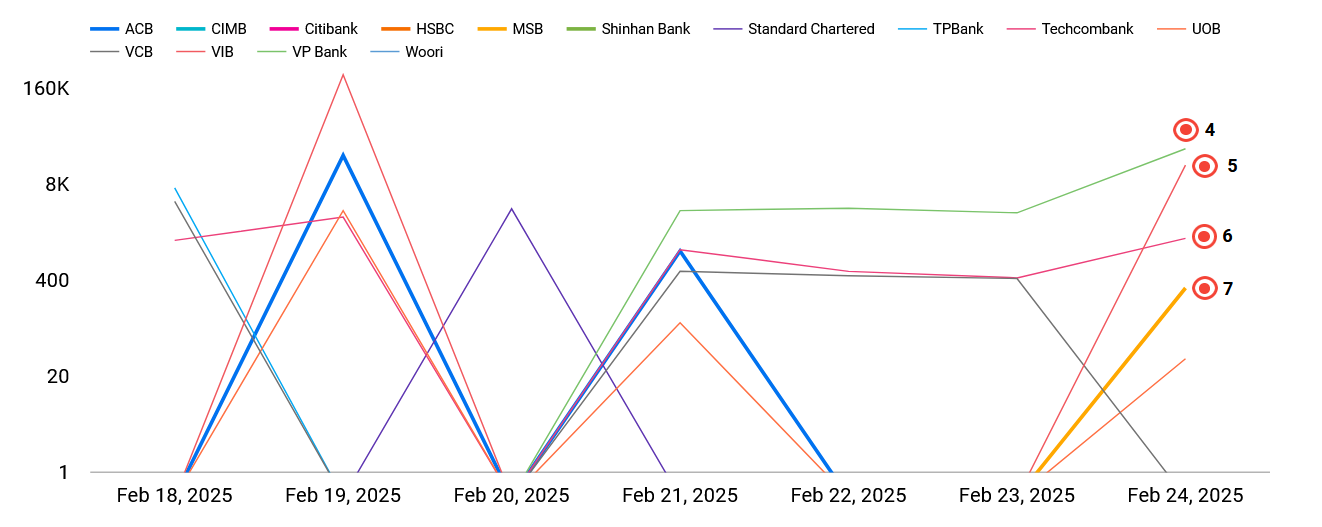 ACB CIMB Citibank HSBC MSB Shinhan Bank Standard Chartered TPBank Techcombank UOB
VCB VIB VP Bank Woori
160K
4
5
8K
6
400
7
20
1
Feb 18, 2025 Feb 19, 2025 Feb 20, 2025 Feb 21, 2025 Feb 22, 2025 Feb 23, 2025 Feb 24, 2025